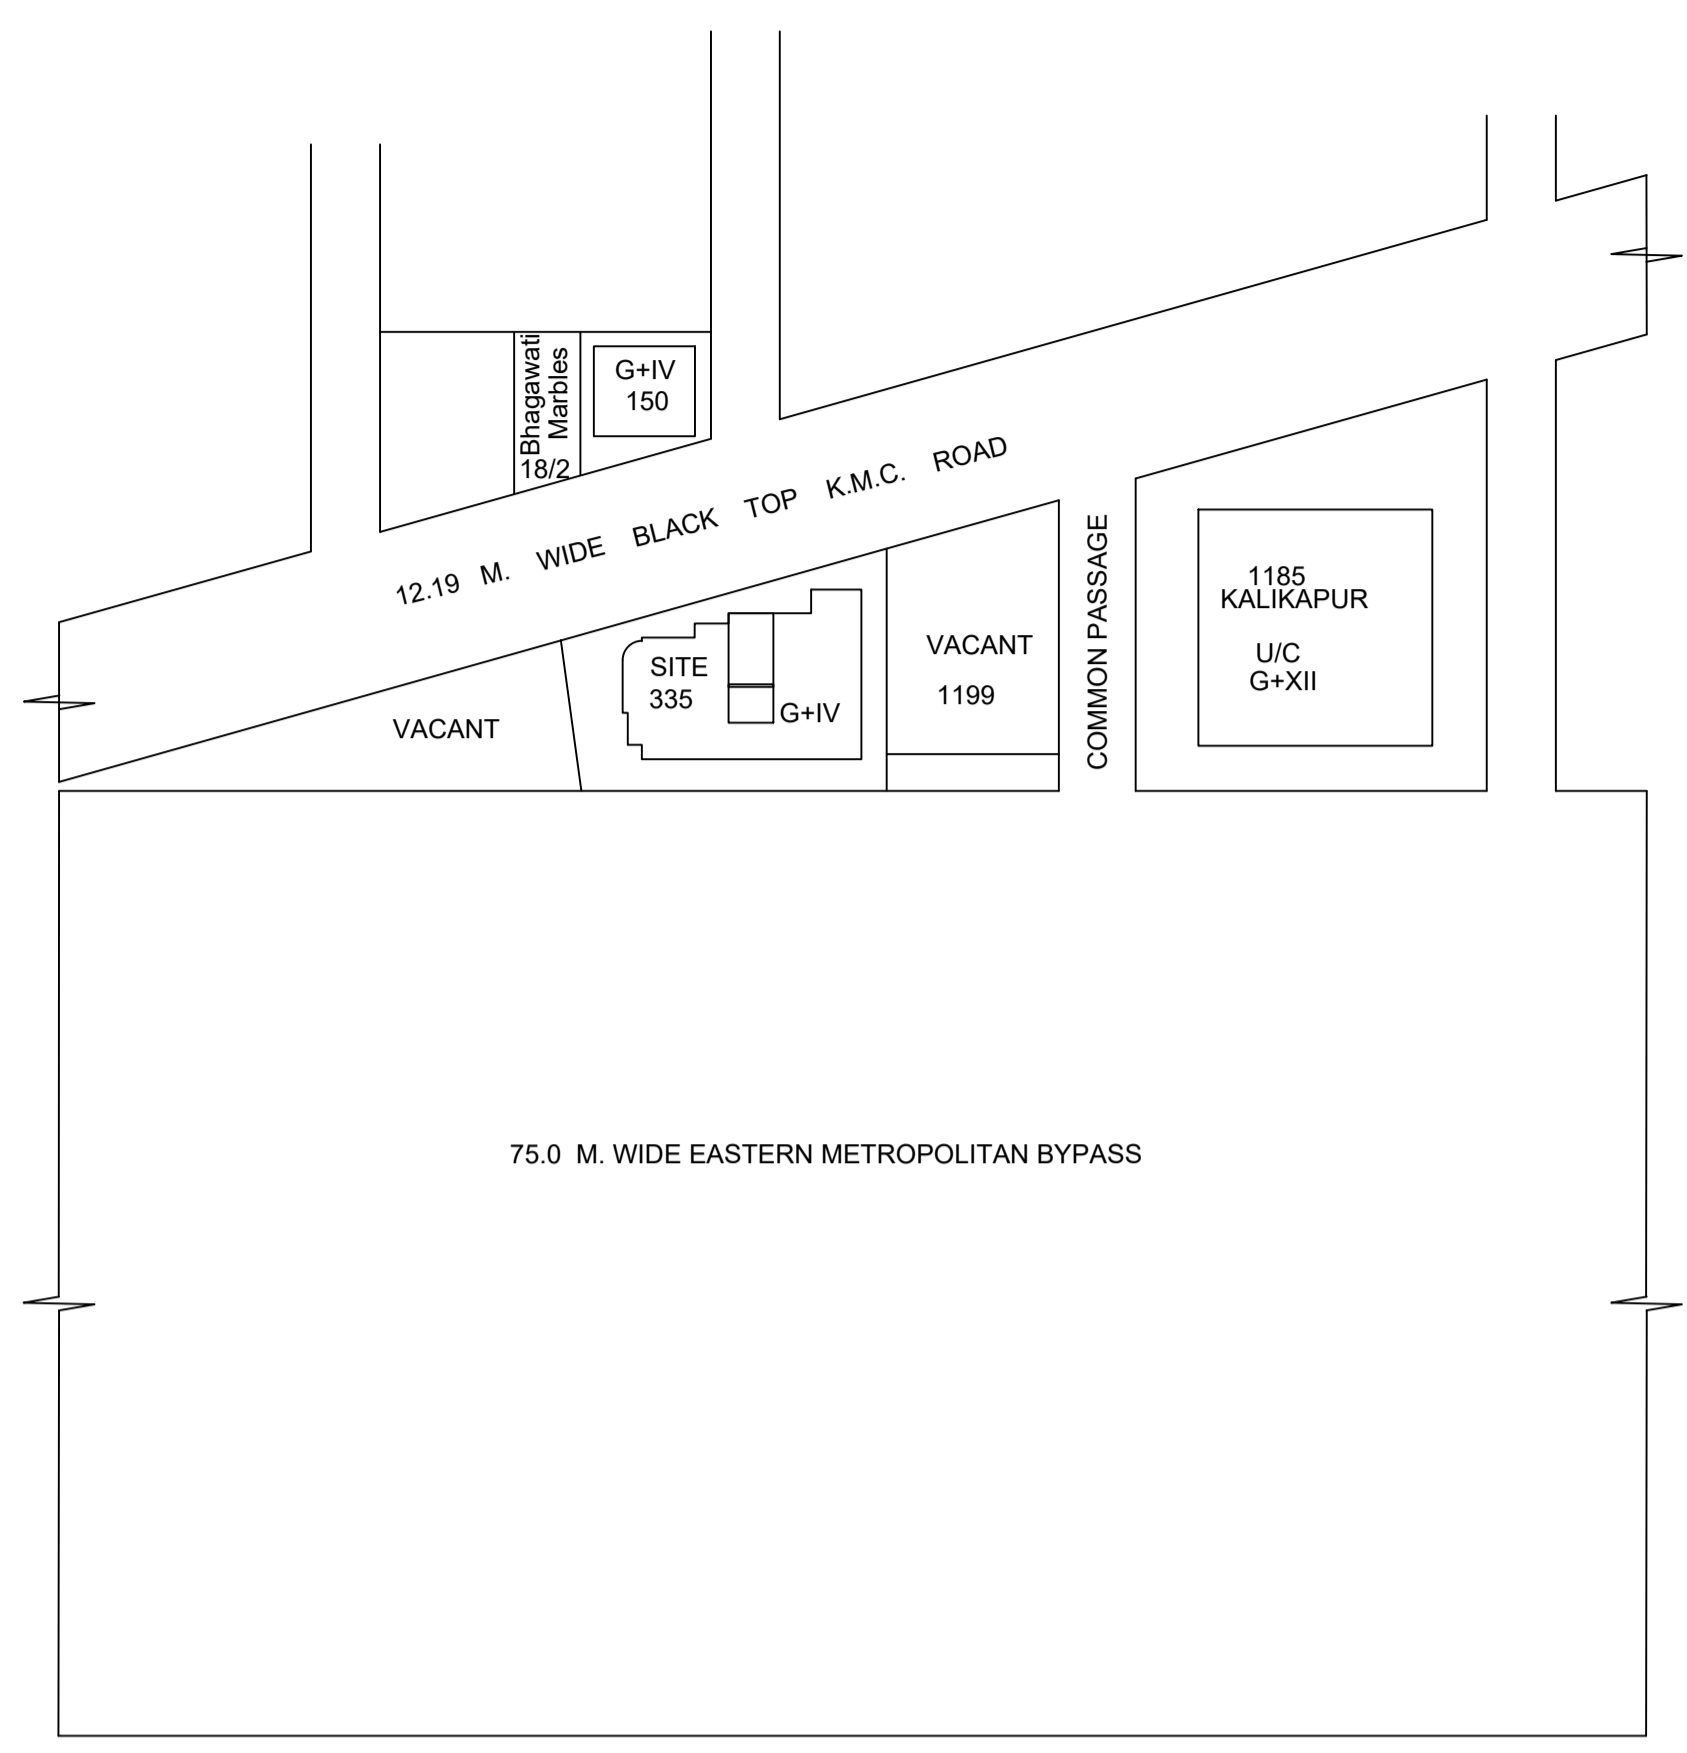 Bhagawati
Marbles
18/2
G+IV
150
12.19 M. WIDE BLACK TOP K.M.C. ROAD
VACANT
SITE
335
G+IV
VACANT
1199
COMMON PASSAGE
1185
KALIKAPUR
U/C
G+XII
75.0 M. WIDE EASTERN METROPOLITAN BYPASS